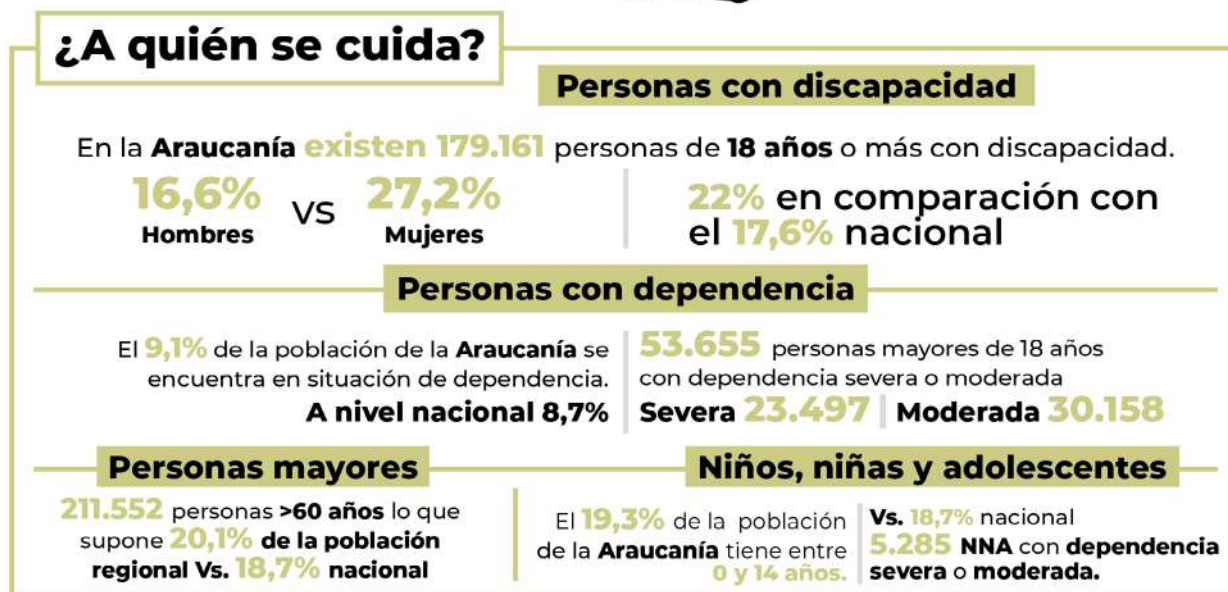 ¿A quién se cuida?
Personas con discapacidad
En la Araucanía existen 179.161 personas de 18 años o más con discapacidad.
16,6% vs 27,2%
Hombres Mujeres
22% en comparación con
el 17,6% nacional
Personas con dependencia
El 9,1% de la población de la Araucanía se
encuentra en situación de dependencia.
A nivel nacional 8,7%
53.655 personas mayores de 18 años
con dependencia severa o moderada
Severa 23.497 | Moderada 30.158
Personas mayores
211.552 personas >60 años lo que
supone 20,1% de la población
regional Vs. 18,7% nacional
Niños, niñas y adolescentes
El 19,3% de la población
de la Araucanía tiene entre
0 y 14 años.
Vs. 18,7% nacional
5.285 NNA con dependencia
severa o moderada.